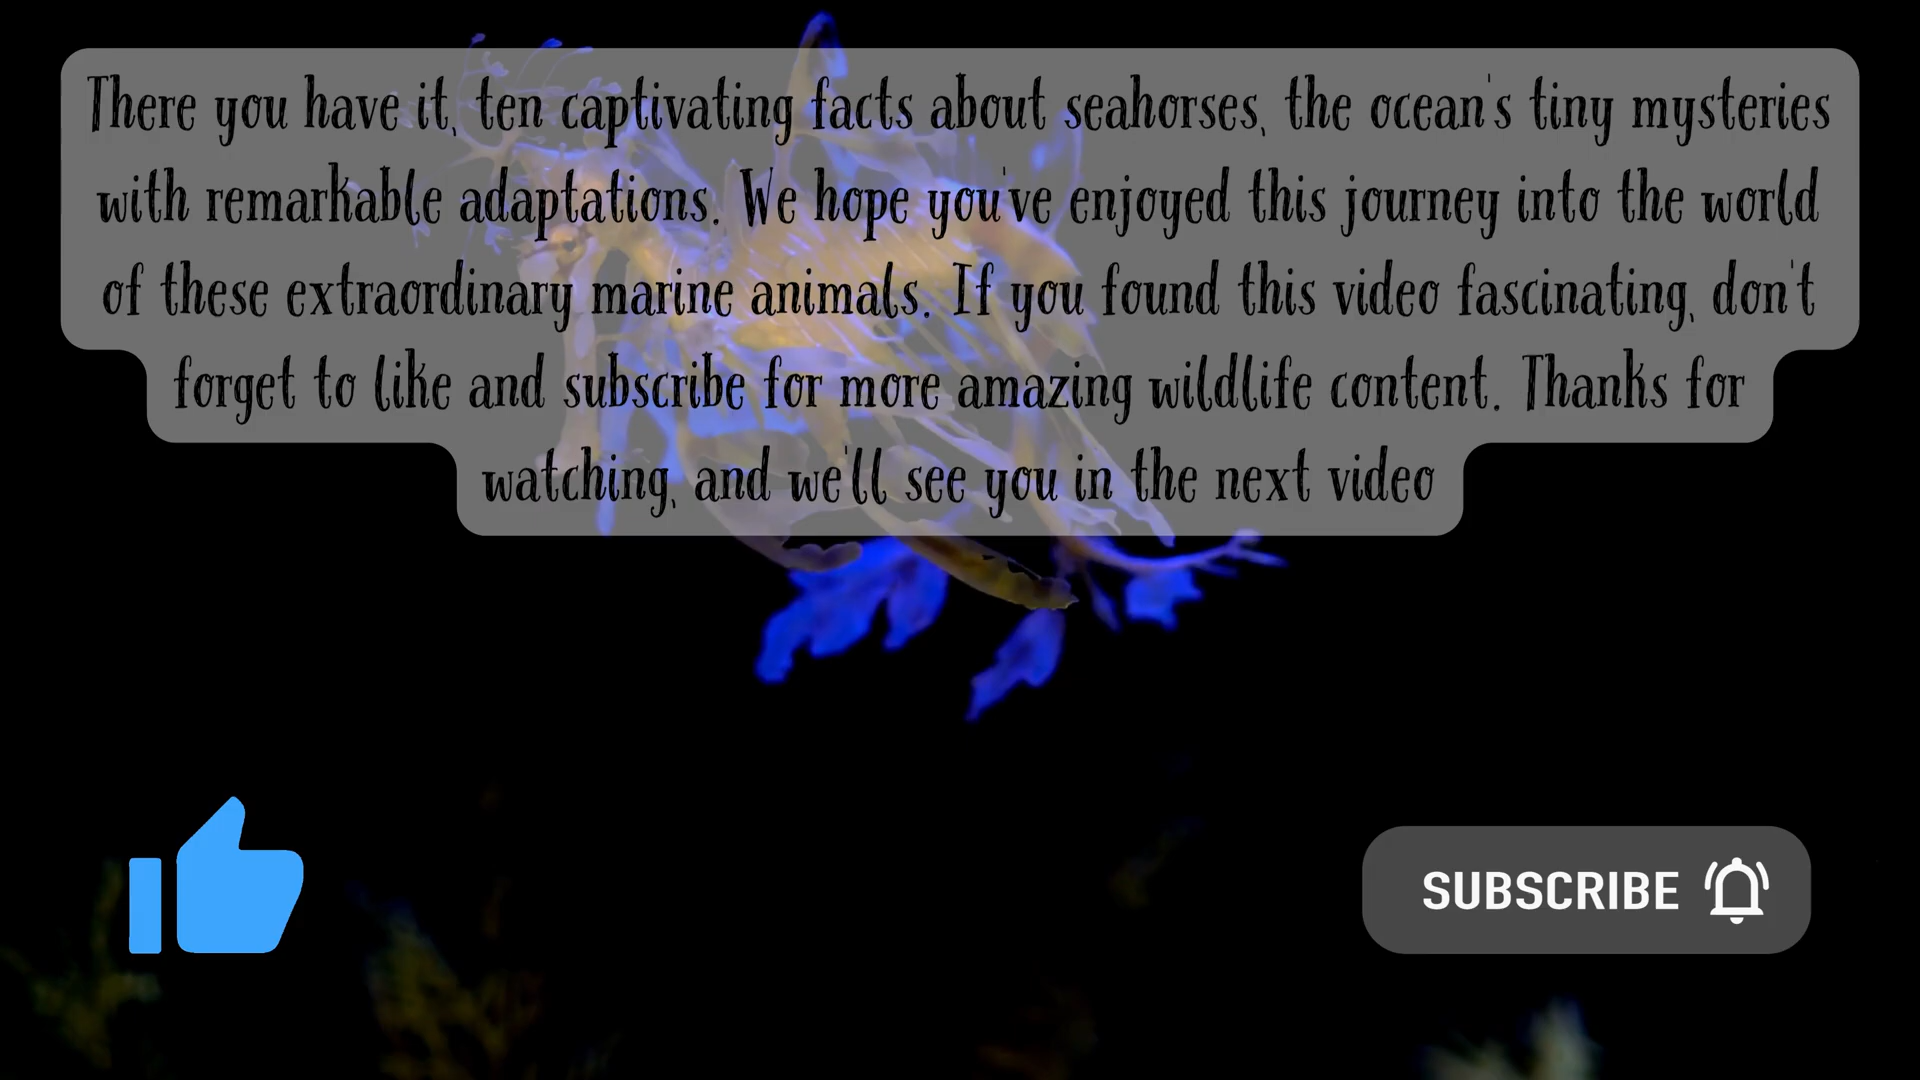 There you have it, ten captivating facts about seahorses, the ocean's tiny mysteries
with remarkable adaptations. We hope you've enjoyed this journey into the world
of these extraordinary marine animals. If you found this video fascinating, don't
forget to like and subscribe for more amazing wildlife content. Thanks for
watching, and we'll see you in the next video
SUBSCRIBE